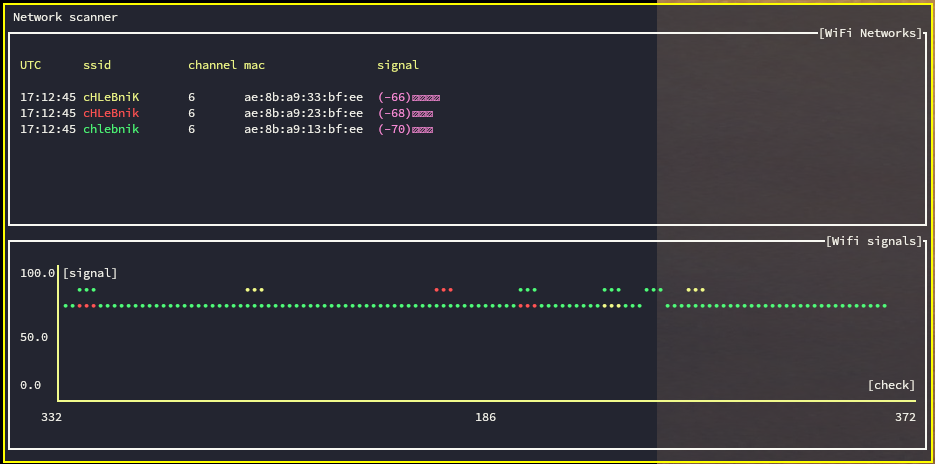 Network scanner
[WiFi Networks]
UTC ssid channel mac signal
17:12:45 cHLeBniK 6 ae:8b:a9:33:bf:ee (-66)
17:12:45 cHLeBnik 6 ae:8b:a9:23:bf:ee (-68)
17:12:45 chlebnik 6 ae:8b:a9:13:bf:ee (-70)
[Wifi signals]
100.0 [signal]
50.0
0.0 [check]
332 186 372